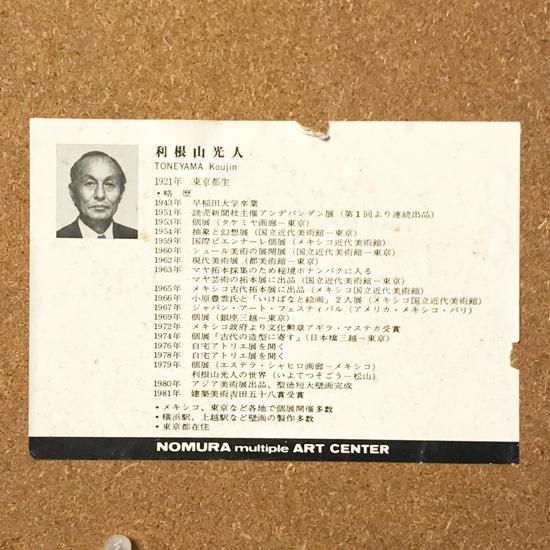 利根山光人
TONEYAMA Koujin
1921年 東京都生
・略 歴
1943年 早稲田大学卒業
1951年 読売新聞社主催アンデパンダン展(第1回より連続出品)
1953年 個展(タケミヤ画廊—東京)
1954年 抽象と幻想展(国立近代美術館—東京)
1959年 国際ビエンナーレ個展(メキシコ近代美術館)
1960年 シュール美術の展開展(国立近代美術館—東京)
1962年 現代美術展(都美術館—東京)
1963年 マヤ拓本採集のため秘境ボナンパクに入る
マヤ芸術の拓本展に出品(国立近代美術館—東京)
1965年 メキシコ古代拓本展に出品(メキシコ国立近代美術館)
1966年 小原豊雲氏と「いけばなと絵画」2人展(メキシコ国立近代美術館)
1967年 ジャパン・アート・フェスティバル(アメリカ・メキシコ・パリ)
1969年 個展(銀座三越—東京)
1972年 メキシコ政府より文化勲章アギラ・マステカ受賞
1974年 個展「古代の造型に寄す」(日本橋三越—東京)
1976年 自宅アトリエ展を開く
1978年 自宅アトリエ展を開く
1979年 個展(エステラ・シャヒロ画廊—メキシコ)
利根山光人の世界(いよてつそごう—松山)
1980年 アジア美術展出品、聖徳短大壁画完成
1981年 建築美術吉田五十八賞受賞
・メキシコ、東京など各地で個展開催多数
・横浜駅、上越駅など壁画の製作多数
・東京都在住
NOMURA multiple ART CENTER